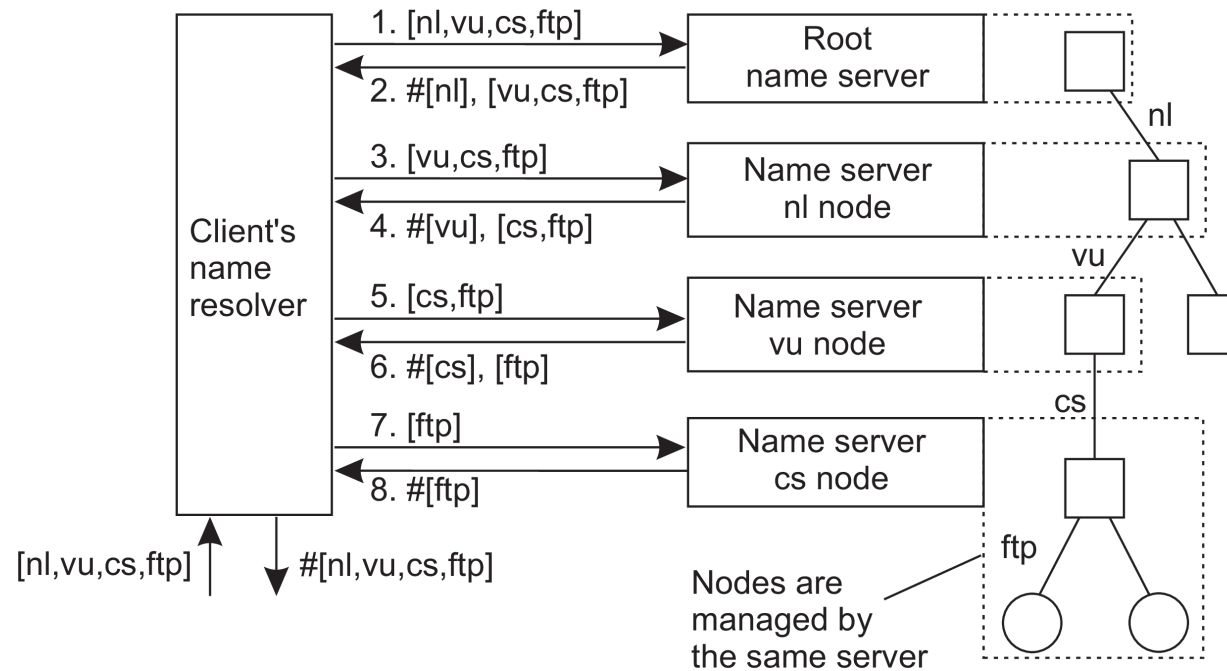 1. [nl,vu,cs,ftp]
Root
name server
2. #[nl], [vu,cs,ftp]
nl
3. [vu,cs,ftp]
Name server
nl node
4. #[vu], [cs,ftp]
Client's
name
resolver
vu
5. [cs,ftp]
Name server
vu node
6. #[cs], [ftp]
cs
7. [ftp]
Name server
cs node
8. #[ftp]
[nl,vu,cs,ftp]
#[nl,vu,cs,ftp]
ftp
Nodes are
managed by
the same server